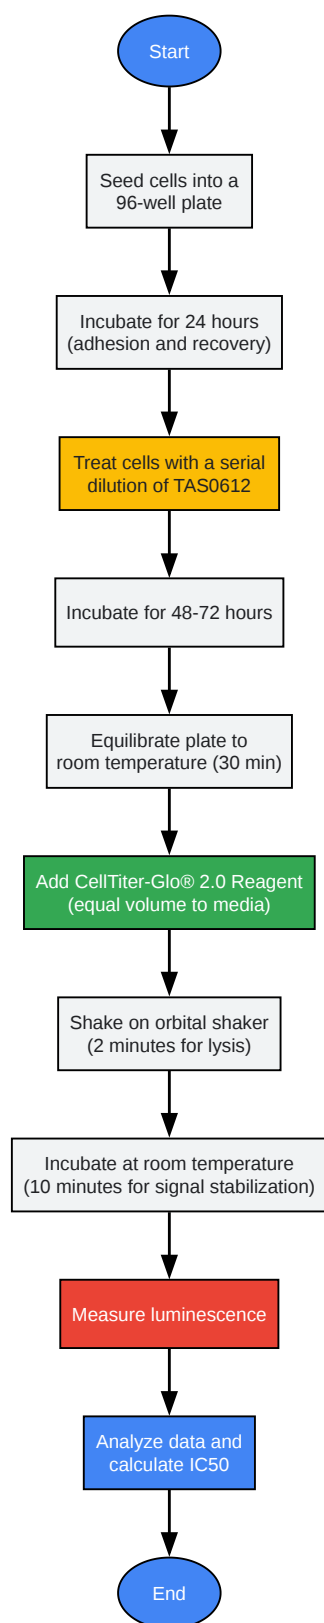 Start
Seed cells into a
96-well plate
Incubate for 24 hours
(adhesion and recovery)
Treat cells with a serial
dilution of TAS0612
Incubate for 48-72 hours
Equilibrate plate to
room temperature (30 min)
Add CellTiter-Glo® 2.0 Reagent
(equal volume to media)
Shake on orbital shaker
(2 minutes for lysis)
Incubate at room temperature
(10 minutes for signal stabilization)
Measure luminescence
Analyze data and
calculate IC50
End